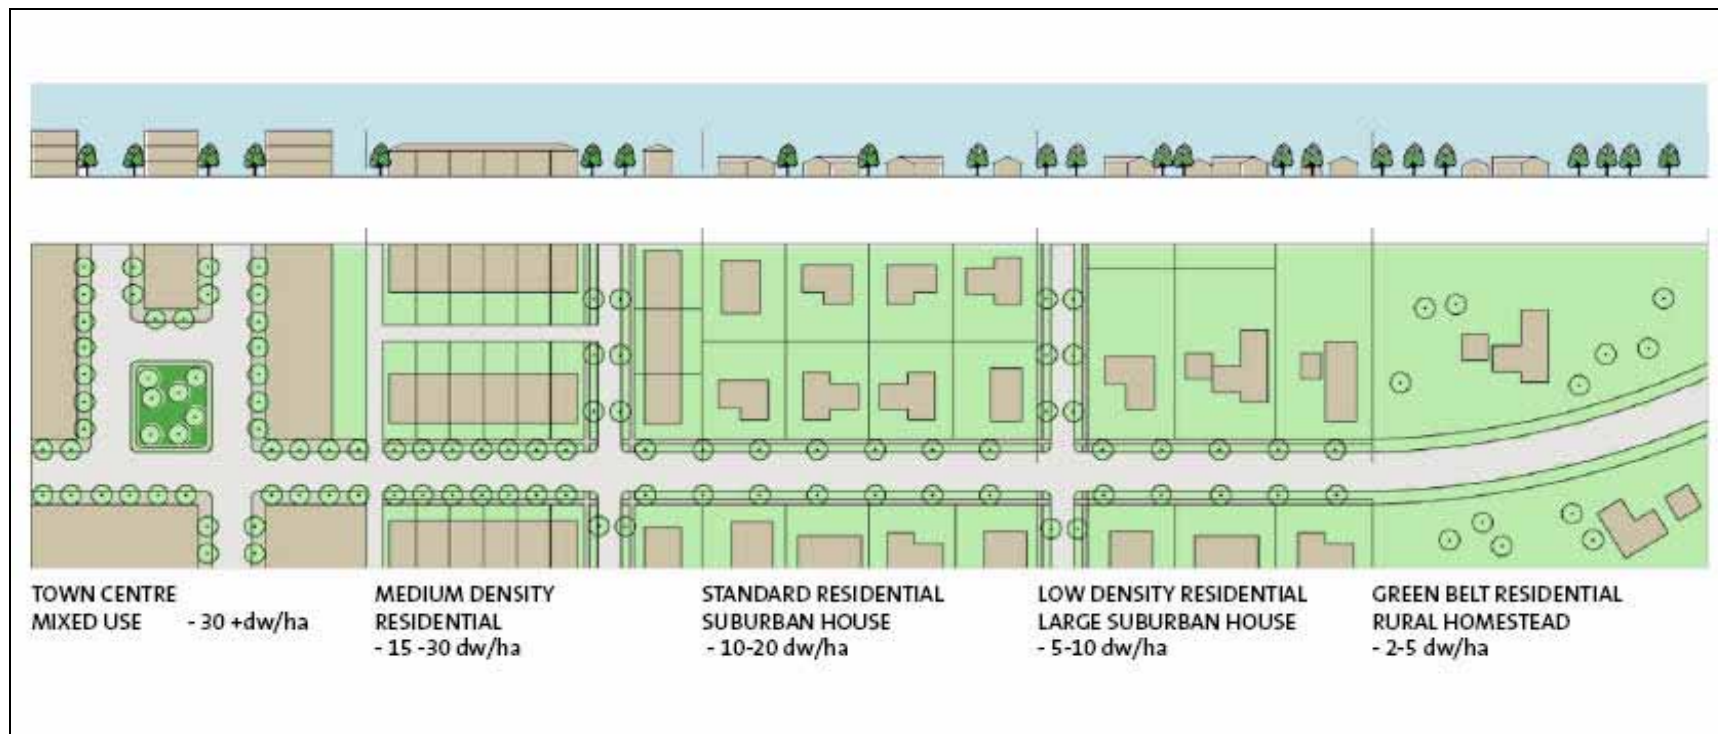 TOWN CENTRE
MIXED USE - 30 +dw/ha
MEDIUM DENSITY
RESIDENTIAL
- 15 -30 dw/ha
STANDARD RESIDENTIAL
SUBURBAN HOUSE
- 10-20 dw/ha
LOW DENSITY RESIDENTIAL
LARGE SUBURBAN HOUSE
- 5-10 dw/ha
GREEN BELT RESIDENTIAL
RURAL HOMESTEAD
- 2-5 dw/ha